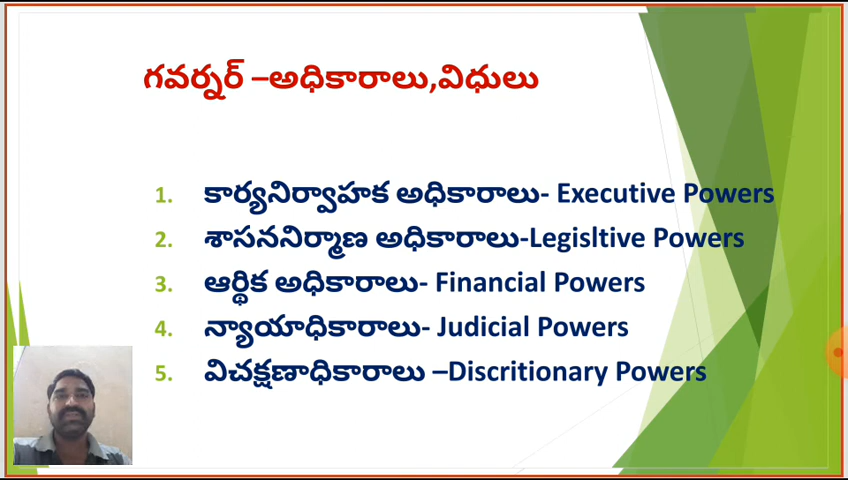 గవర్నర్ –అధికారాలు,విధులు
1. కార్యనిర్వాహక అధికారాలు- Executive Powers
2. శాసననిర్మాణ అధికారాలు-Legisltive Powers
3. ఆర్థిక అధికారాలు- Financial Powers
4. న్యాయాధికారాలు- Judicial Powers
5. విచక్షణాధికారాలు –Discritionary Powers